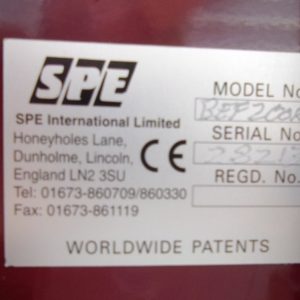 SPE
SPE International Limited
Honeyholes Lane,
Dunholme, Lincoln,
England LN2 3SU
Tel: 01673-860709/860330
Fax: 01673-861119
CE
MODEL No.
SERIAL No
REGD. No.
WORLDWIDE PATENTS